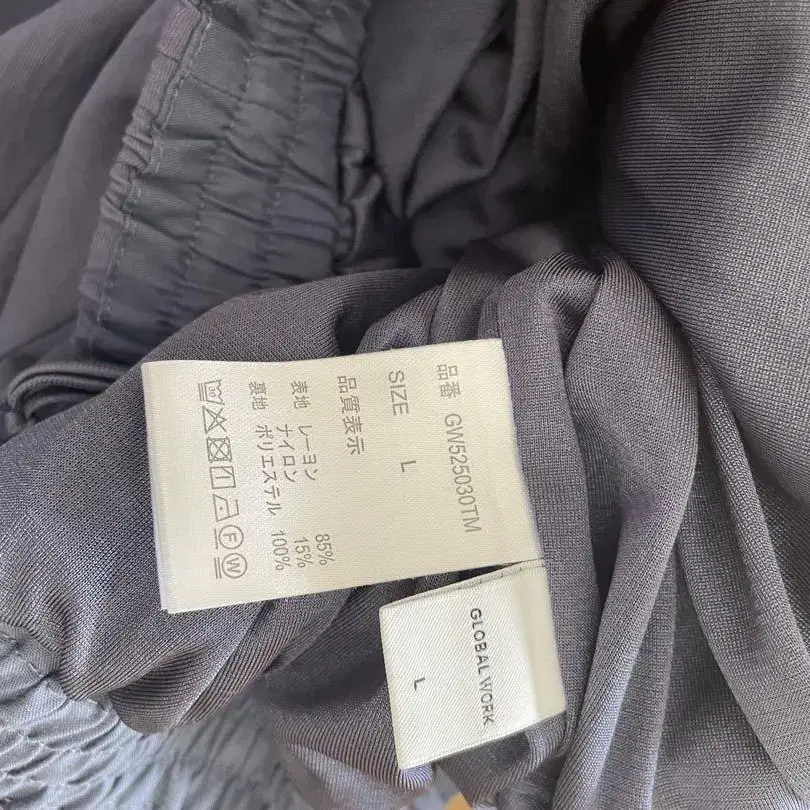 品番 GW525030TM
SIZE L
品質表示
表地 レーヨン 85%
ナイロン 15%
裏地 ポリエステル 100%
F
W
GLOBAL WORK
L